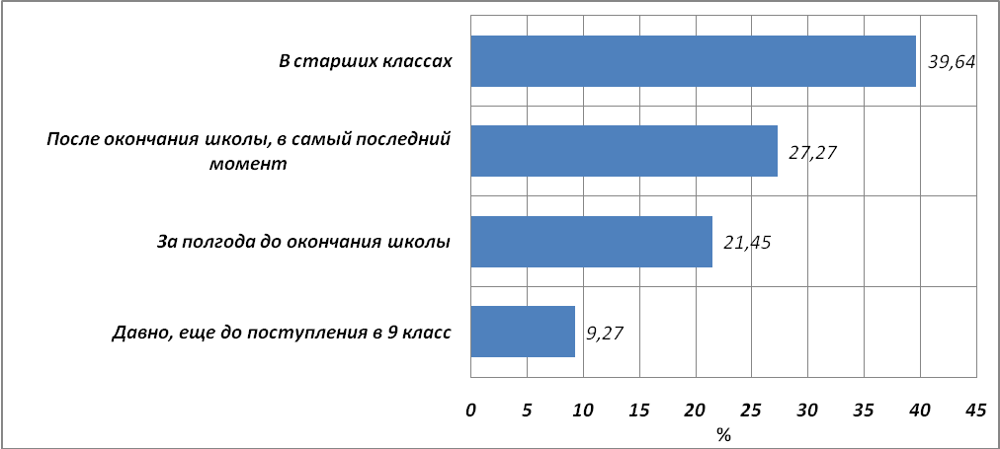 В старших классах
39,64
После окончания школы, в самый последний
момент
27,27
За полгода до окончания школы
21,45
Давно, еще до поступления в 9 класс
9,27
0 5 10 15 20 25 30 35 40 45
%